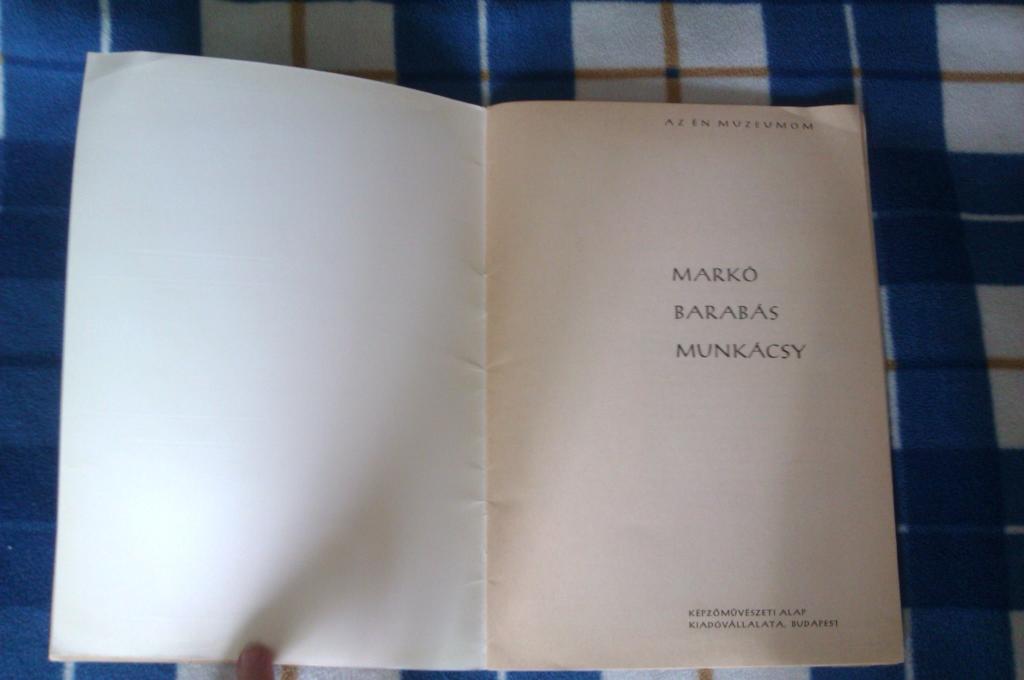 AZ ÉN MÚZEUMOM
MARKÓ
BARABÁS
MUNKÁCSY
KÉPZŐMŰVÉSZETI ALAP
KIADÓVÁLLALATA, BUDAPEST